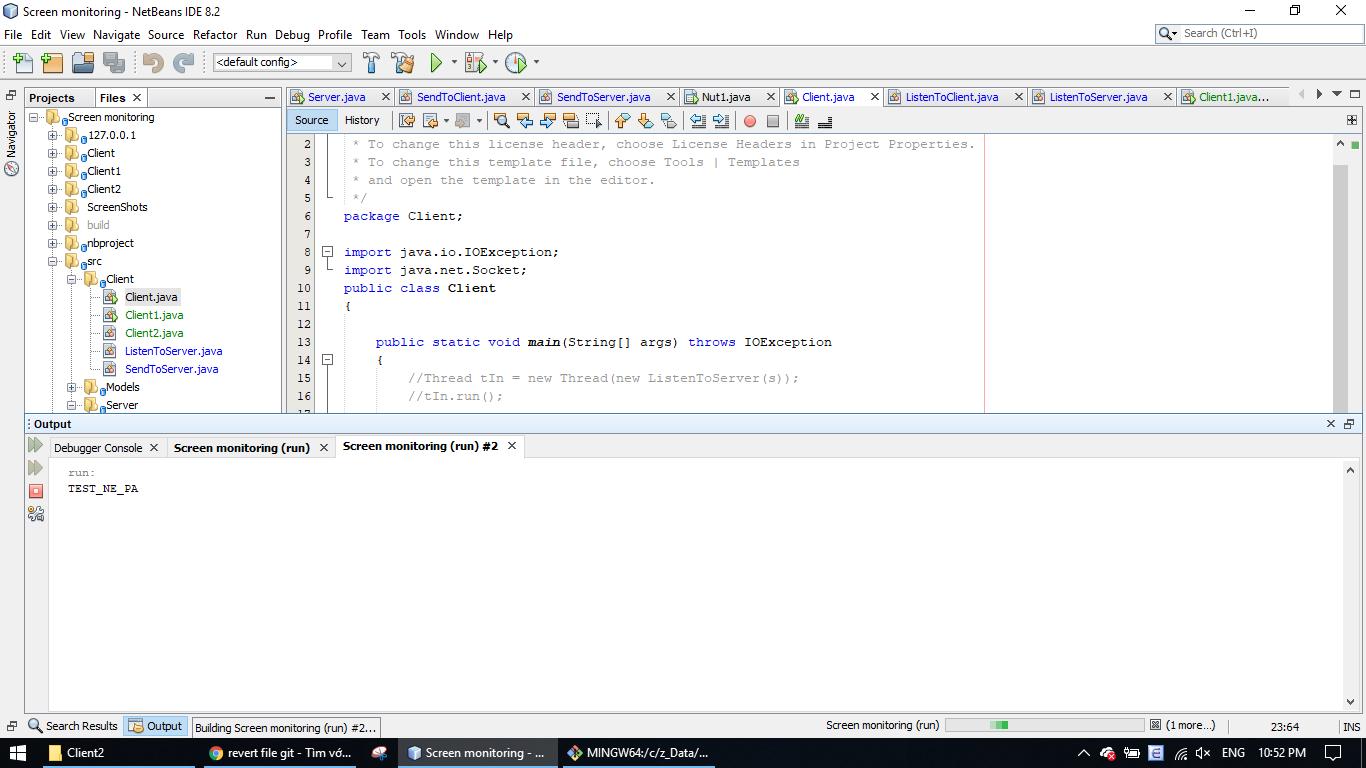 Screen monitoring - NetBeans IDE 8.2
File Edit View Navigate Source Refactor Run Debug Profile Team Tools Window Help
Search (Ctrl+I)
<default config>
Navigator
Projects Files
Screen monitoring
127.0.0.1
Client
Client1
Client2
ScreenShots
build
nbproject
src
Client
Client.java
Client1.java
Client2.java
ListenToServer.java
SendToServer.java
Models
Server
Server.java SendToClient.java SendToServer.java Nut1.java Client.java ListenToClient.java ListenToServer.java Client1.java...
Source History
2 * To change this license header, choose License Headers in Project Properties.
3 * To change this template file, choose Tools | Templates
4 * and open the template in the editor.
5 */
6 package Client;
7
8 import java.io.IOException;
9 import java.net.Socket;
10 public class Client
11 {
12
13 public static void main(String[] args) throws IOException
14 {
15 //Thread tIn = new Thread(new ListenToServer(s));
16 //tIn.run();
Output
Debugger Console Screen monitoring (run) Screen monitoring (run) #2
run:
TEST_NE_PA
Search Results Output Building Screen monitoring (run) #2... Screen monitoring (run) (1 more...) 23:64 INS
Client2 revert file git - Tìm vớ... Screen monitoring - ... MINGW64:/c/z_Data/... ENG 10:52 PM